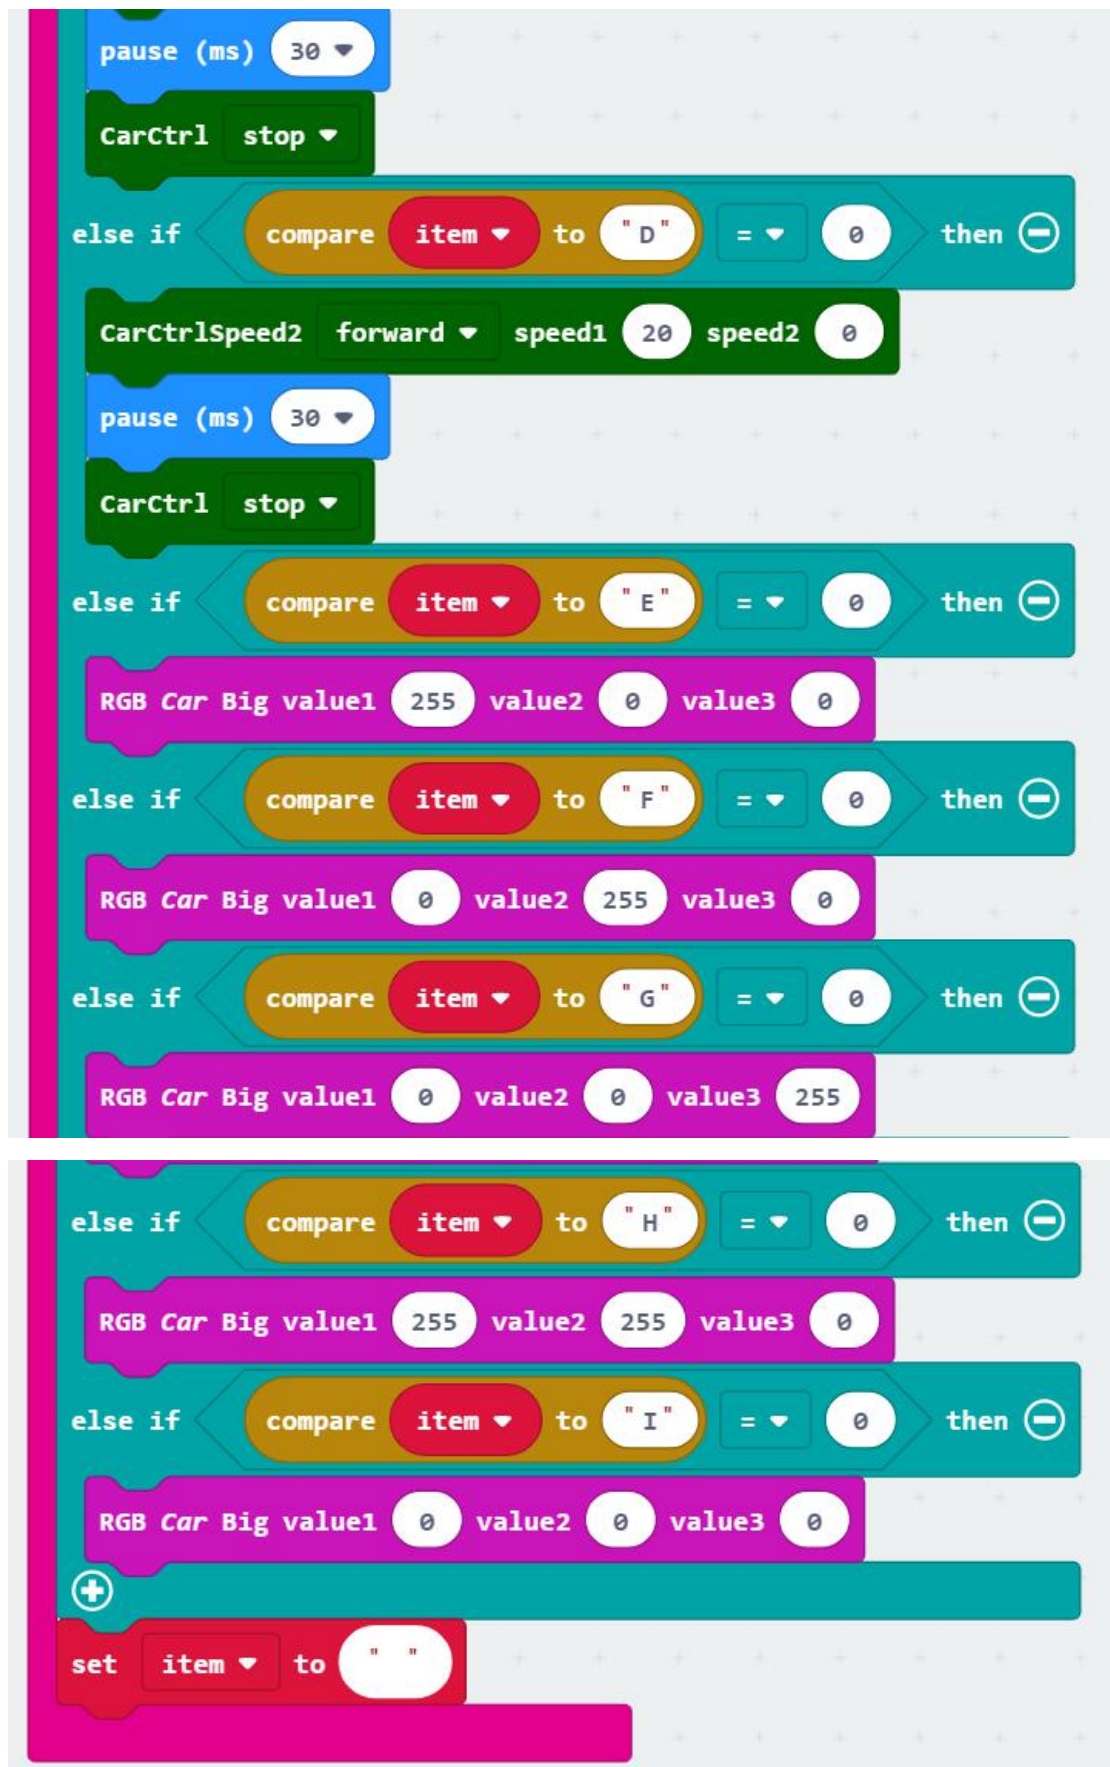 pause (ms) 30
CarCtrl stop
else if compare item to "D" = 0 then
CarCtrlSpeed2 forward speed1 20 speed2 0
pause (ms) 30
CarCtrl stop
else if compare item to "E" = 0 then
RGB Car Big value1 255 value2 0 value3 0
else if compare item to "F" = 0 then
RGB Car Big value1 0 value2 255 value3 0
else if compare item to "G" = 0 then
RGB Car Big value1 0 value2 0 value3 255
else if compare item to "H" = 0 then
RGB Car Big value1 255 value2 255 value3 0
else if compare item to "I" = 0 then
RGB Car Big value1 0 value2 0 value3 0
set item to " "